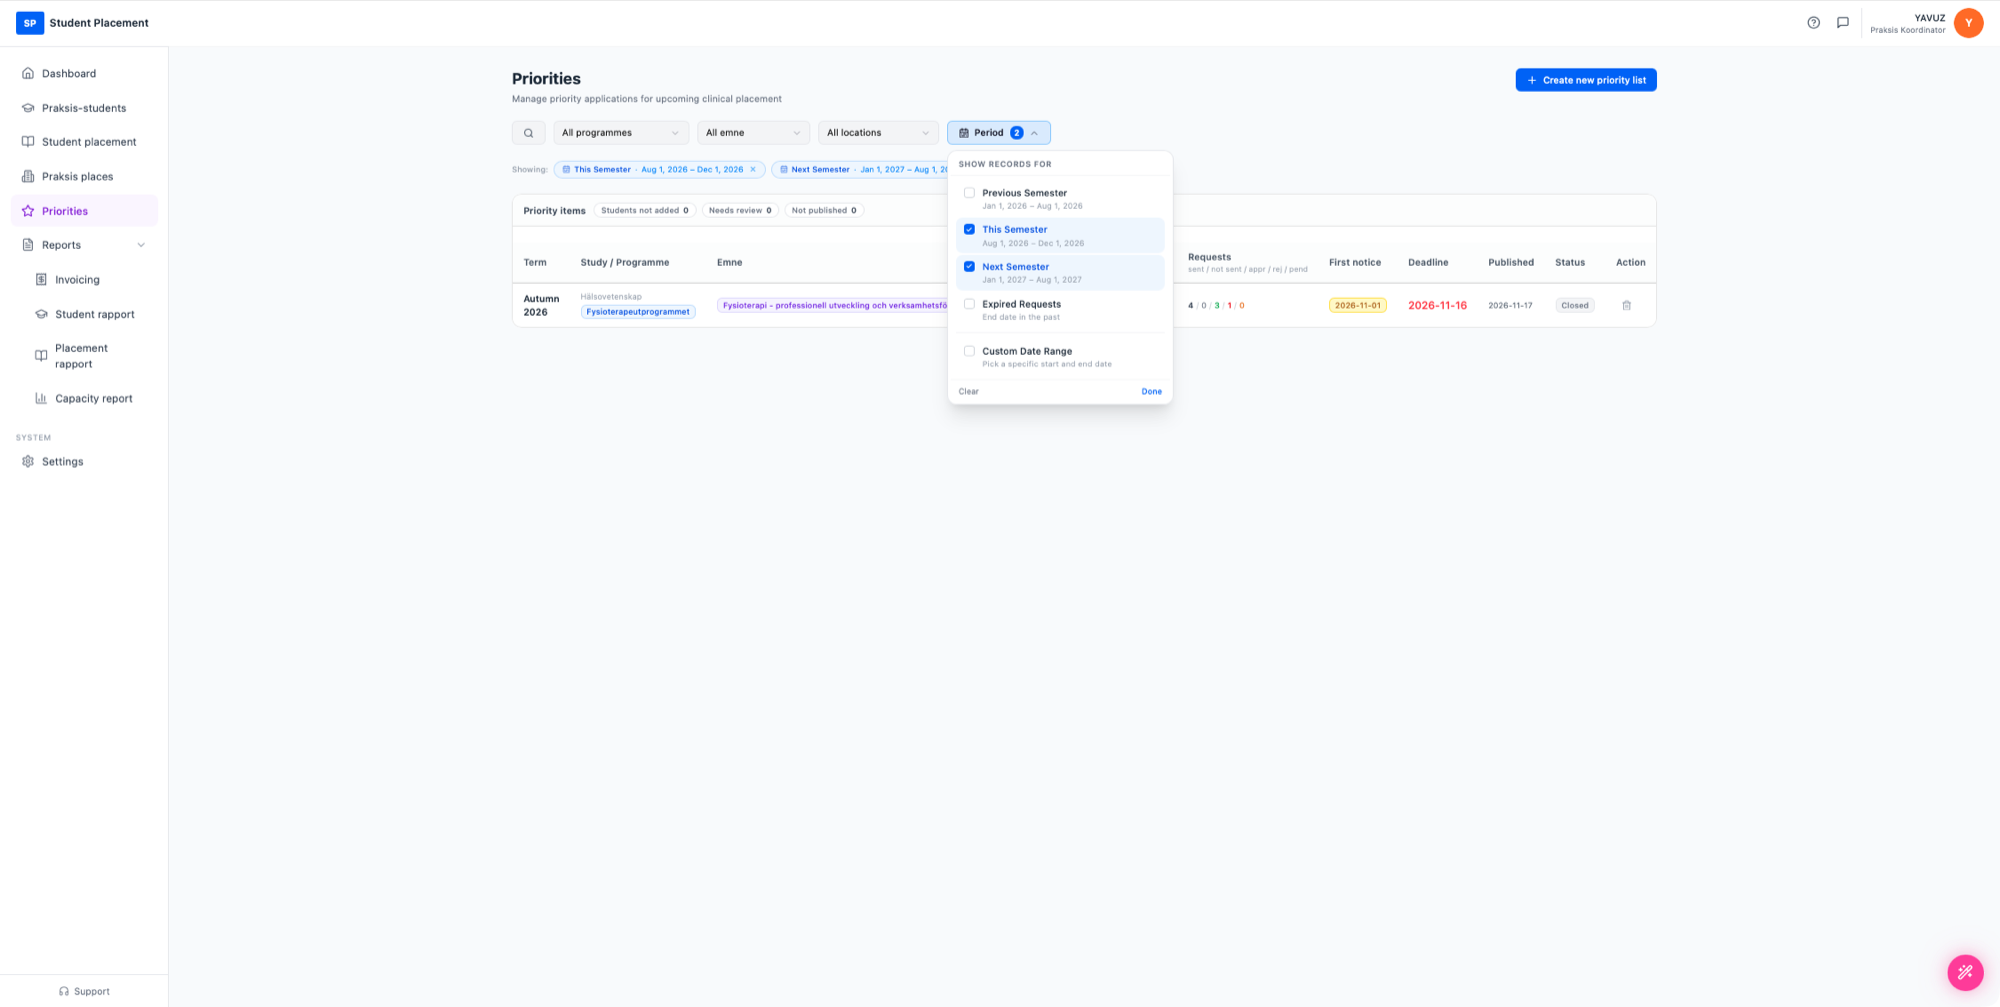 SP Student Placement
YAVUZ
Praksis Koordinator
Y
Dashboard
Praksis-students
Student placement
Praksis places
Priorities
Reports
Invoicing
Student rapport
Placement
rapport
Capacity report
SYSTEM
Settings
Support
Priorities
Manage priority applications for upcoming clinical placement
+ Create new priority list
All programmes
All emne
All locations
Period 2
Showing:
This Semester · Aug 1, 2026 – Dec 1, 2026 ×
Next Semester · Jan 1, 2027 – Aug 1,
SHOW RECORDS FOR
Previous Semester
Jan 1, 2026 – Aug 1, 2026
This Semester
Aug 1, 2026 – Dec 1, 2026
Next Semester
Jan 1, 2027 – Aug 1, 2027
Expired Requests
End date in the past
Custom Date Range
Pick a specific start and end date
Clear
Done
Priority items
Students not added 0
Needs review 0
Not published 0
Term
Study / Programme
Emne
Requests
sent / not sent / appr / rej / pend
First notice
Deadline
Published
Status
Action
Autumn
2026
Hälsovetenskap
Fysioterapeutprogrammet
Fysioterapi - professionell utveckling och
4 / 0 / 3 / 1 / 0
2026-11-01
2026-11-16
2026-11-17
Closed